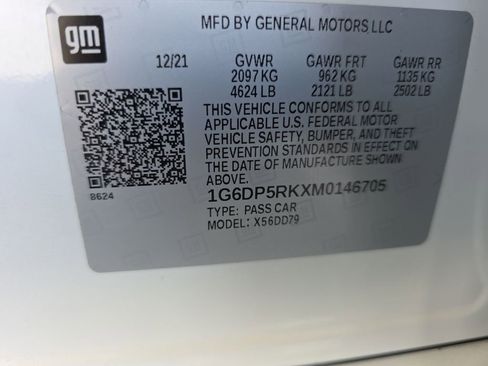 gm
MFD BY GENERAL MOTORS LLC
12/21 GVWR GAWR FRT GAWR RR
2097 KG 962 KG 1135 KG
4624 LB 2121 LB 2502 LB
THIS VEHICLE CONFORMS TO ALL
APPLICABLE U.S. FEDERAL MOTOR
VEHICLE SAFETY, BUMPER, AND THEFT
PREVENTION STANDARDS IN EFFECT ON
THE DATE OF MANUFACTURE SHOWN
ABOVE.
8624
1G6DP5RKXM0146705
TYPE: PASS CAR
MODEL: X56DD79